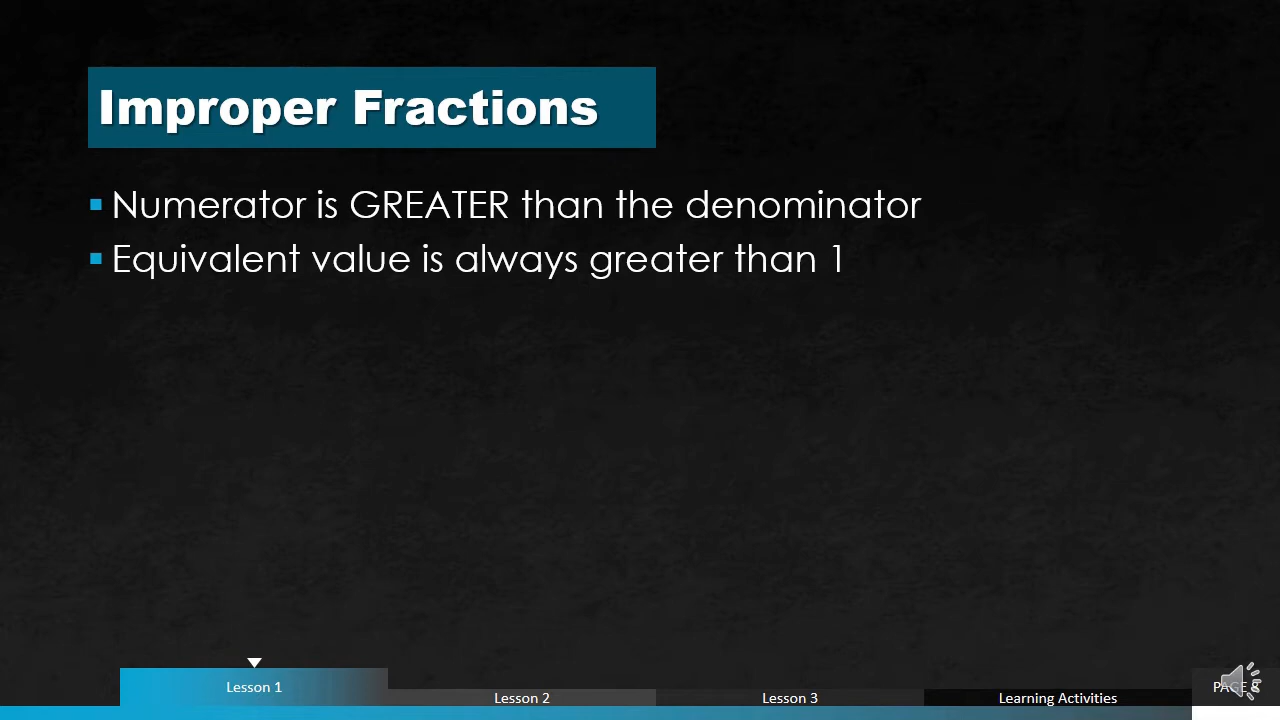 Improper Fractions
Numerator is GREATER than the denominator
Equivalent value is always greater than 1
Lesson 1
Lesson 2
Lesson 3
Learning Activities